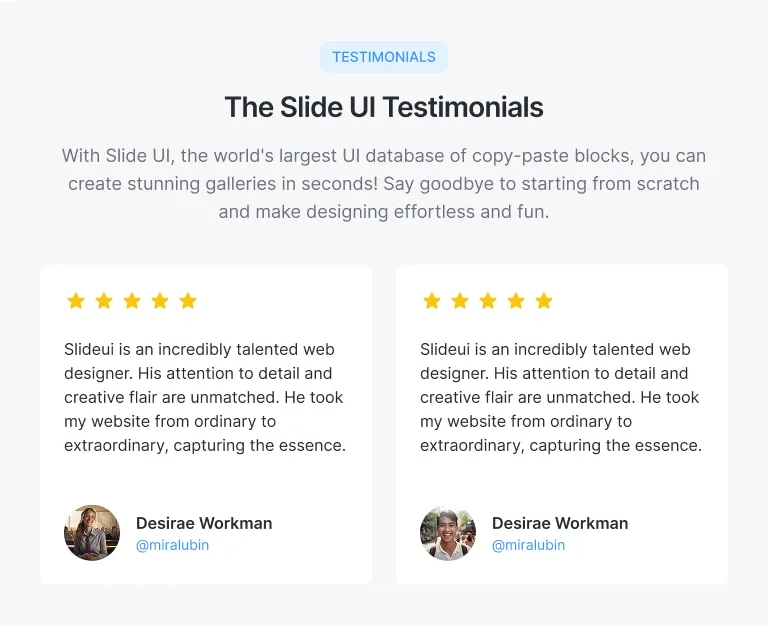 TESTIMONIALS
The Slide UI Testimonials
With Slide UI, the world's largest UI database of copy-paste blocks, you can
create stunning galleries in seconds! Say goodbye to starting from scratch
and make designing effortless and fun.
Slideui is an incredibly talented web
designer. His attention to detail and
creative flair are unmatched. He took
my website from ordinary to
extraordinary, capturing the essence.
Desirae Workman
@miralubin
Slideui is an incredibly talented web
designer. His attention to detail and
creative flair are unmatched. He took
my website from ordinary to
extraordinary, capturing the essence.
Desirae Workman
@miralubin